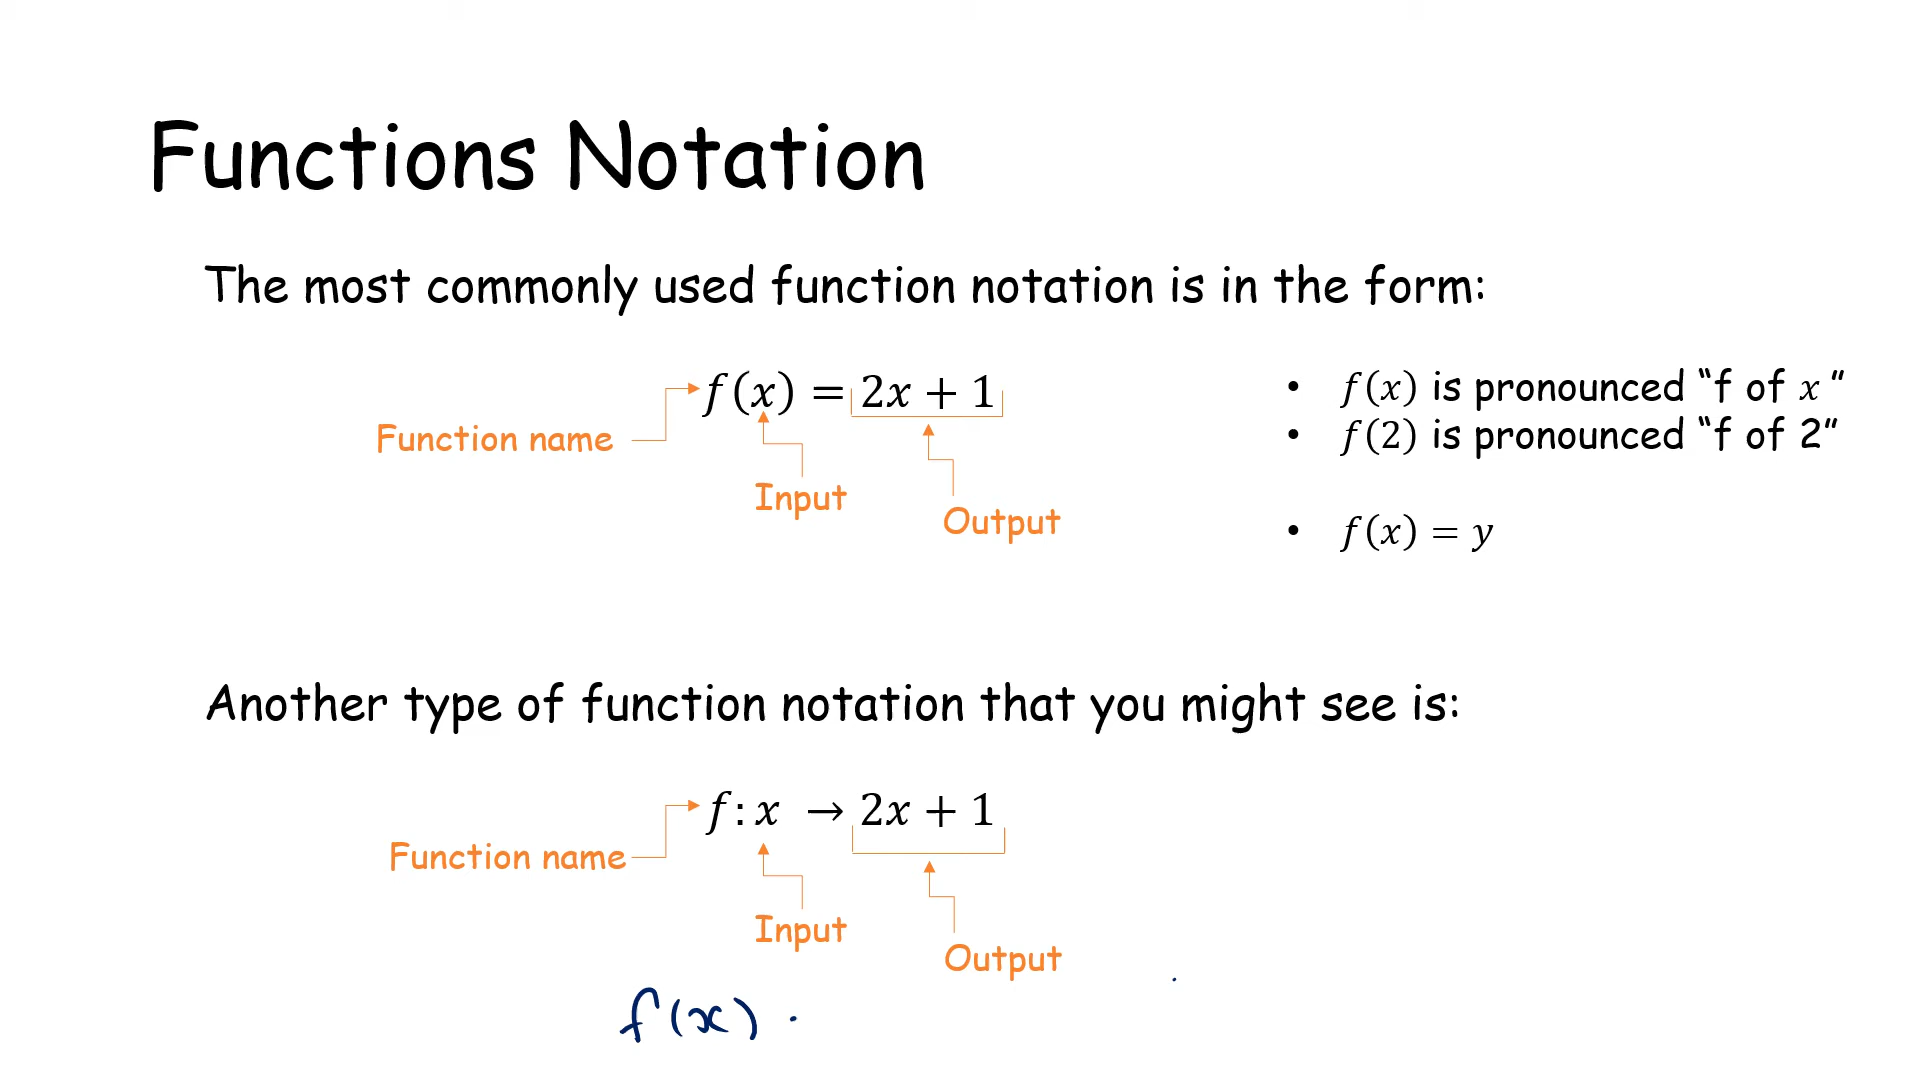 Functions Notation
The most commonly used function notation is in the form:
f(x) = 2x + 1
Function name
Input
Output
• f(x) is pronounced “f of x ”
• f(2) is pronounced “f of 2”
• f(x) = y
Another type of function notation that you might see is:
f: x → 2x + 1
Function name
Input
Output
f(x)